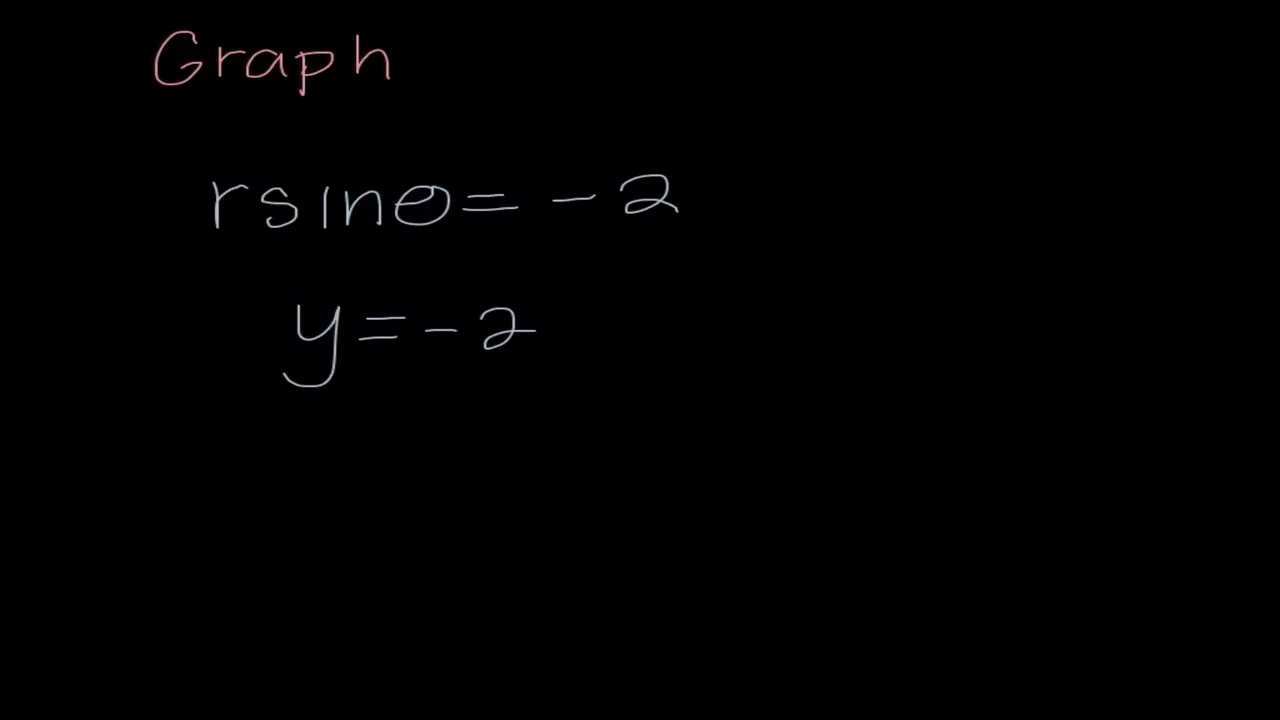 Graph
rsinθ = -2
y = -2